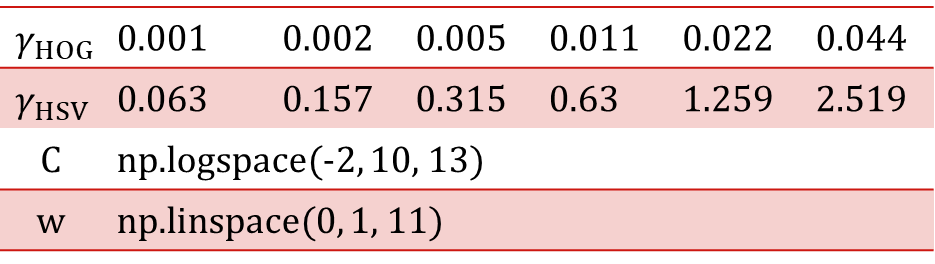 γHOG 0.001 0.002 0.005 0.011 0.022 0.044
γHSV 0.063 0.157 0.315 0.63 1.259 2.519
C np.logspace(-2, 10, 13)
w np.linspace(0, 1, 11)